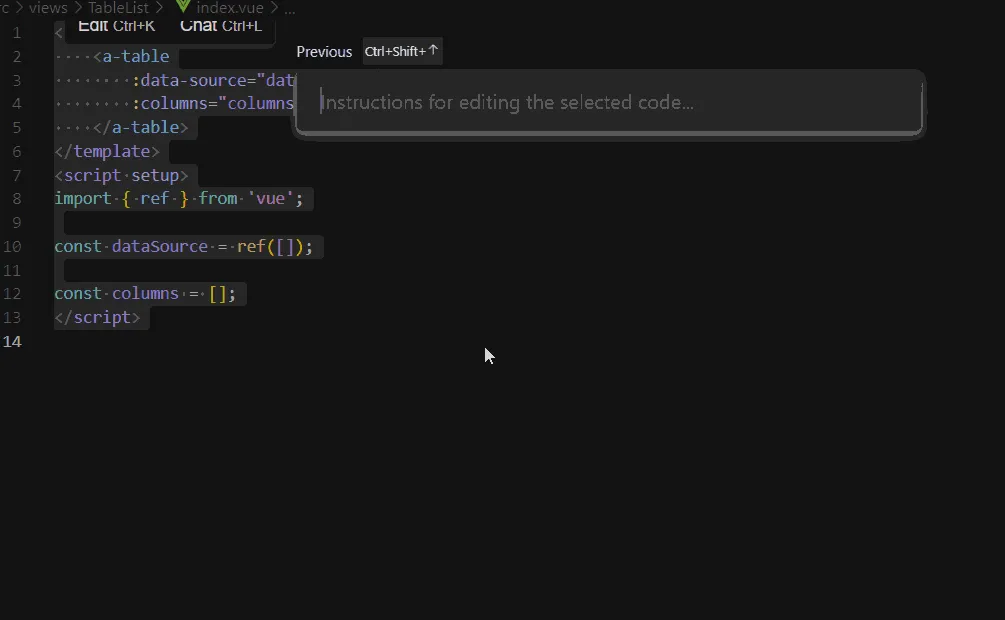 rc > views > TableList > index.vue > ...
Edit Ctrl+K Chat Ctrl+L
Previous Ctrl+Shift+↑
Instructions for editing the selected code...
1 <
2 ····<a-table
3 ········:data-source="dat
4 ········:columns="columns
5 ····</a-table>
6 </template>
7 <script·setup>
8 import·{·ref·}·from·'vue';
9
10 const·dataSource·=·ref([]);
11
12 const·columns·=·[];
13 </script>
14